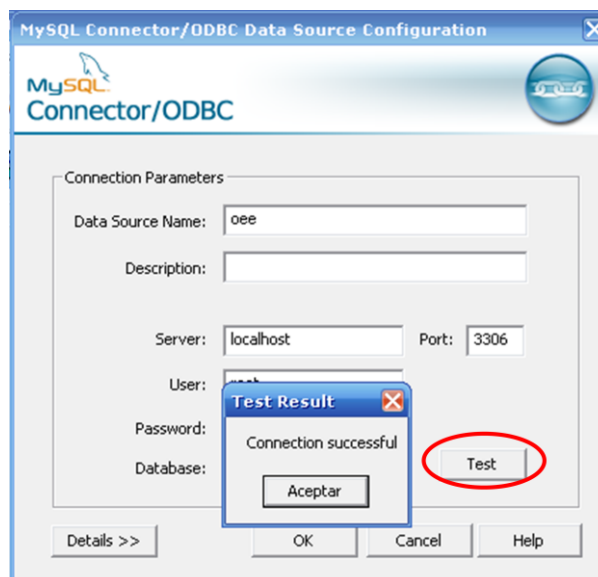 MySQL Connector/ODBC Data Source Configuration
MySQL
Connector/ODBC
Connection Parameters
Data Source Name: oee
Description:
Server: localhost Port: 3306
User:
Test Result
Password:
Connection successful
Database:
Test
Aceptar
Details >> OK Cancel Help